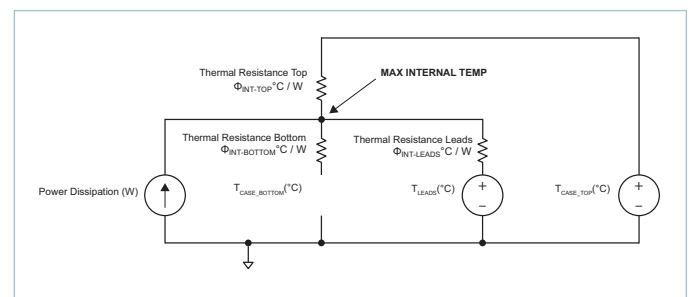 Thermal Resistance Top
MAX INTERNAL TEMP
ΦINT-TOP°C / W
Thermal Resistance Bottom
ΦINT-BOTTOM°C / W
Thermal Resistance Leads
ΦINT-LEADS°C / W
Power Dissipation (W)
TCASE_BOTTOM(°C)
TLEADS(°C)
+
–
TCASE_TOP(°C)
+
–